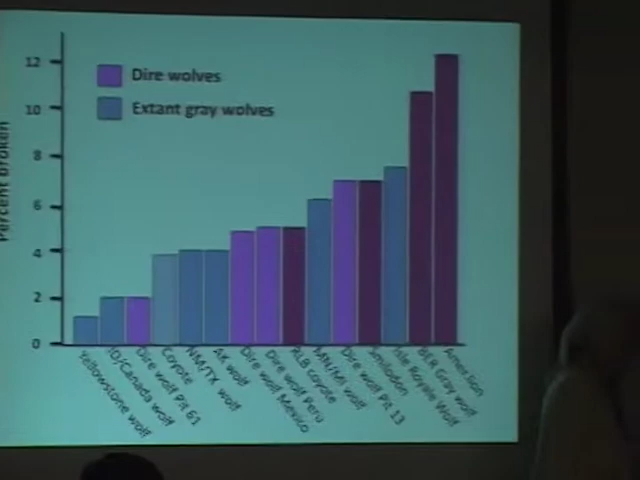 Percent Broken
12
10
8
6
4
2
0
Dire wolves
Extant gray wolves
Yellowstone wolf
ID/Canada wolf
Dire wolf Pit 61
Coyote
NM/TX wolf
AK wolf
Dire wolf Mexico
Dire wolf Peru
RLB coyote
MN/MI wolf
Dire wolf Pit 13
Smilodon
Isle Royale Wolf
Gray wolf
Amer. lion